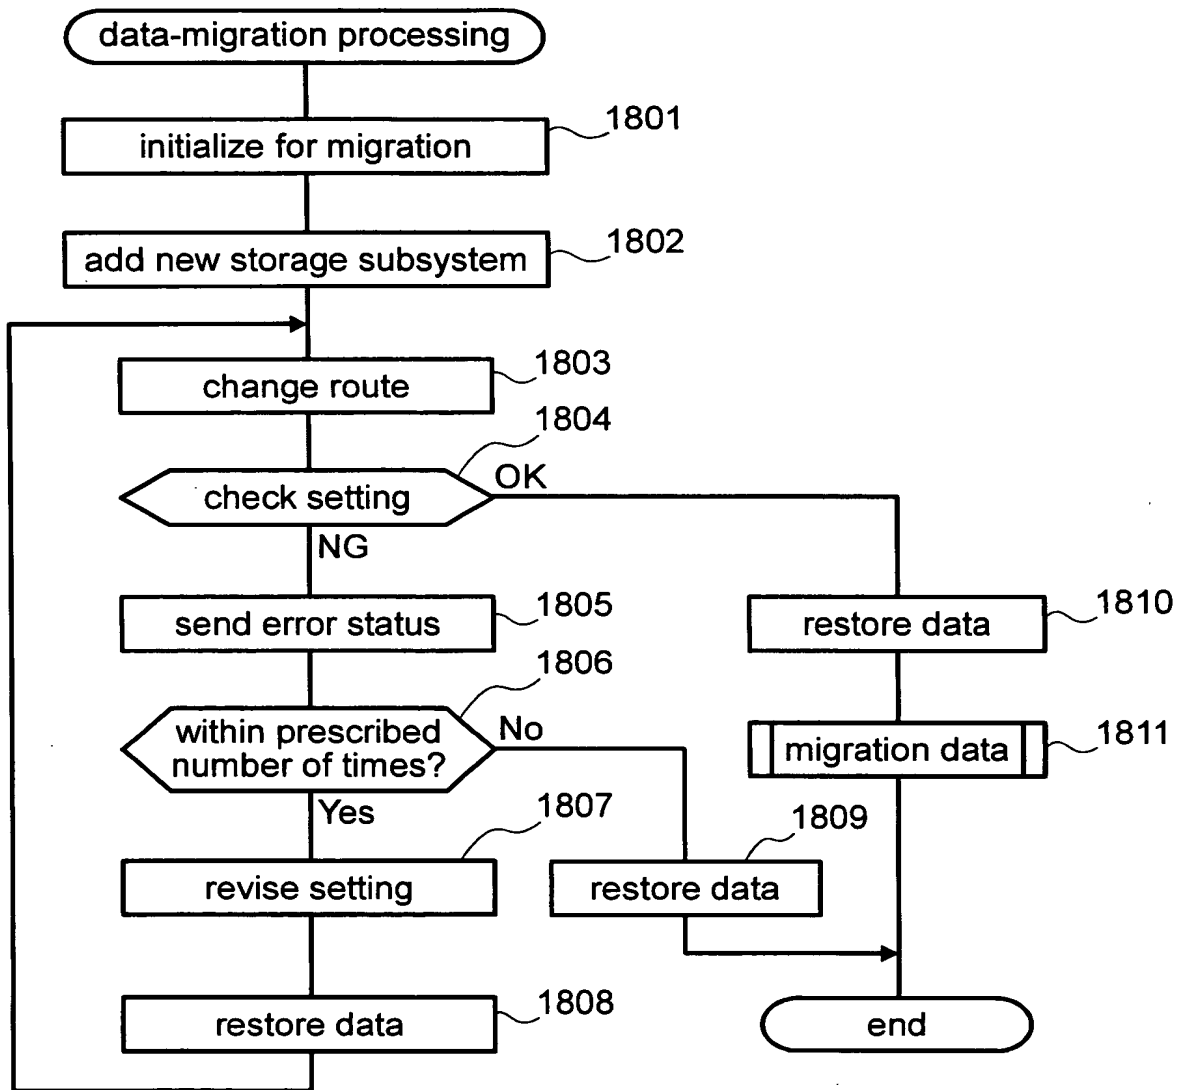 data-migration processing
1801
initialize for migration
1802
add new storage subsystem
1803
change route
1804
check setting
OK
NG
1805
send error status
1810
restore data
1806
within prescribed
number of times?
No
1811
migration data
Yes
1807
revise setting
1809
restore data
1808
restore data
end